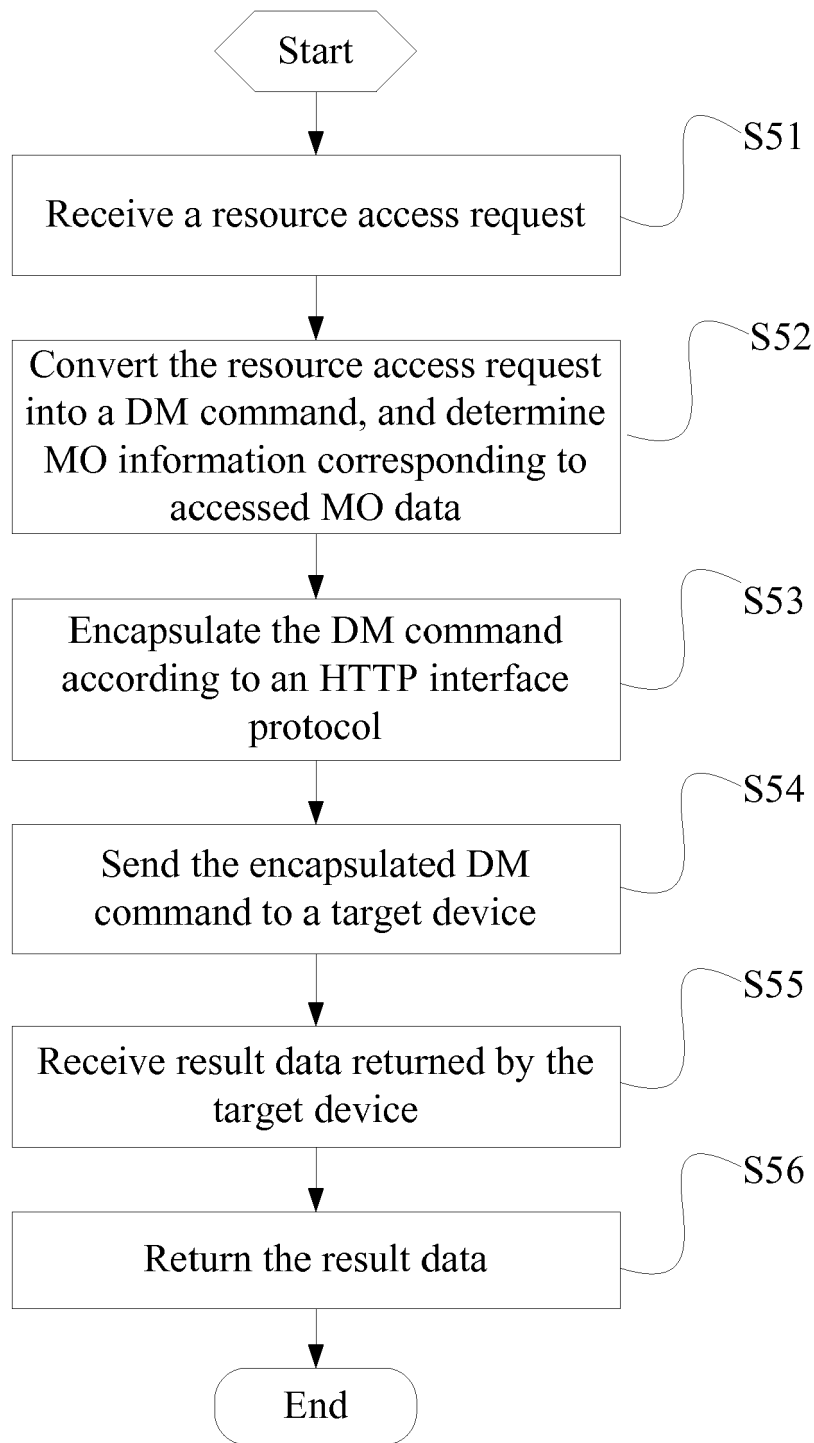 Start
S51
Receive a resource access request
S52
Convert the resource access request
into a DM command, and determine
MO information corresponding to
accessed MO data
S53
Encapsulate the DM command
according to an HTTP interface
protocol
S54
Send the encapsulated DM
command to a target device
S55
Receive result data returned by the
target device
S56
Return the result data
End